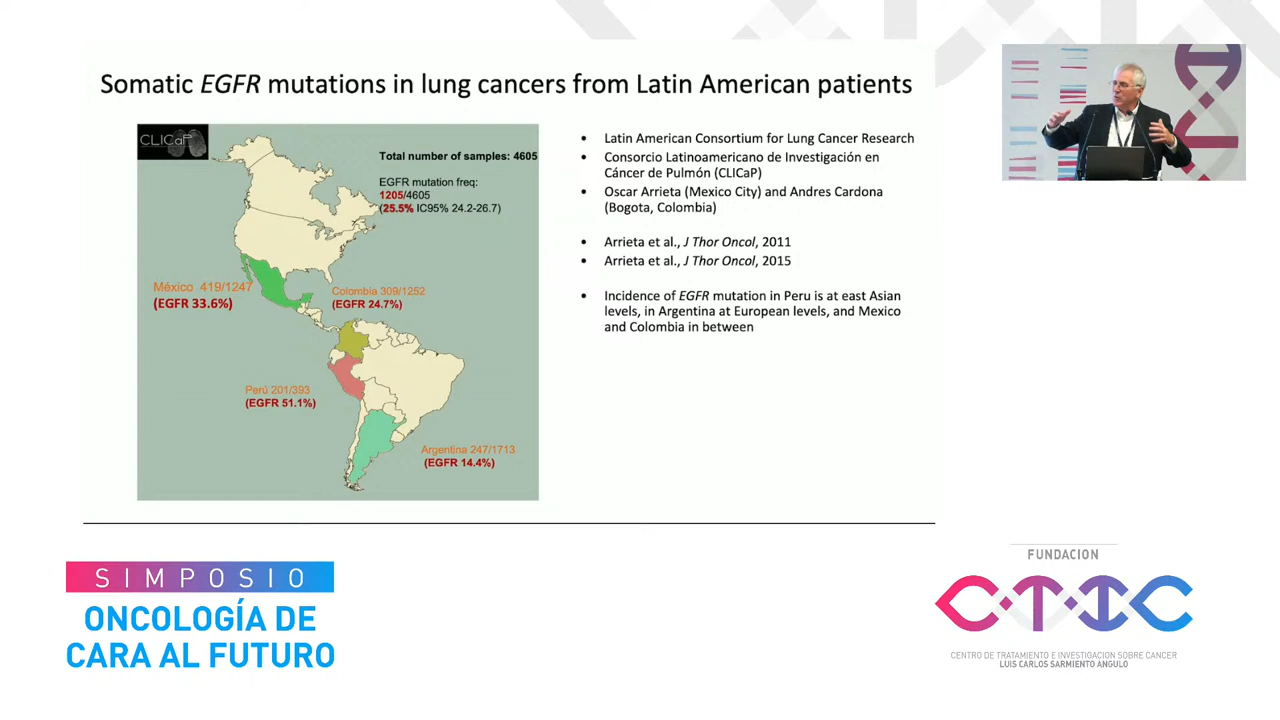 Somatic EGFR mutations in lung cancers from Latin American patients
CLICaP
Total number of samples: 4605
EGFR mutation freq:
1205/4605
(25.5% IC95% 24.2-26.7)
México 419/1247
(EGFR 33.6%)
Colombia 309/1252
(EGFR 24.7%)
Perú 201/393
(EGFR 51.1%)
Argentina 247/1713
(EGFR 14.4%)
• Latin American Consortium for Lung Cancer Research
• Consorcio Latinoamericano de Investigación en
Cáncer de Pulmón (CLICaP)
• Oscar Arrieta (Mexico City) and Andres Cardona
(Bogota, Colombia)
• Arrieta et al., J Thor Oncol, 2011
• Arrieta et al., J Thor Oncol, 2015
• Incidence of EGFR mutation in Peru is at east Asian
levels, in Argentina at European levels, and Mexico
and Colombia in between
SIMPOSIO
ONCOLOGÍA DE
CARA AL FUTURO
FUNDACION
CTIC
CENTRO DE TRATAMIENTO E INVESTIGACION SOBRE CANCER
LUIS CARLOS SARMIENTO ANGULO